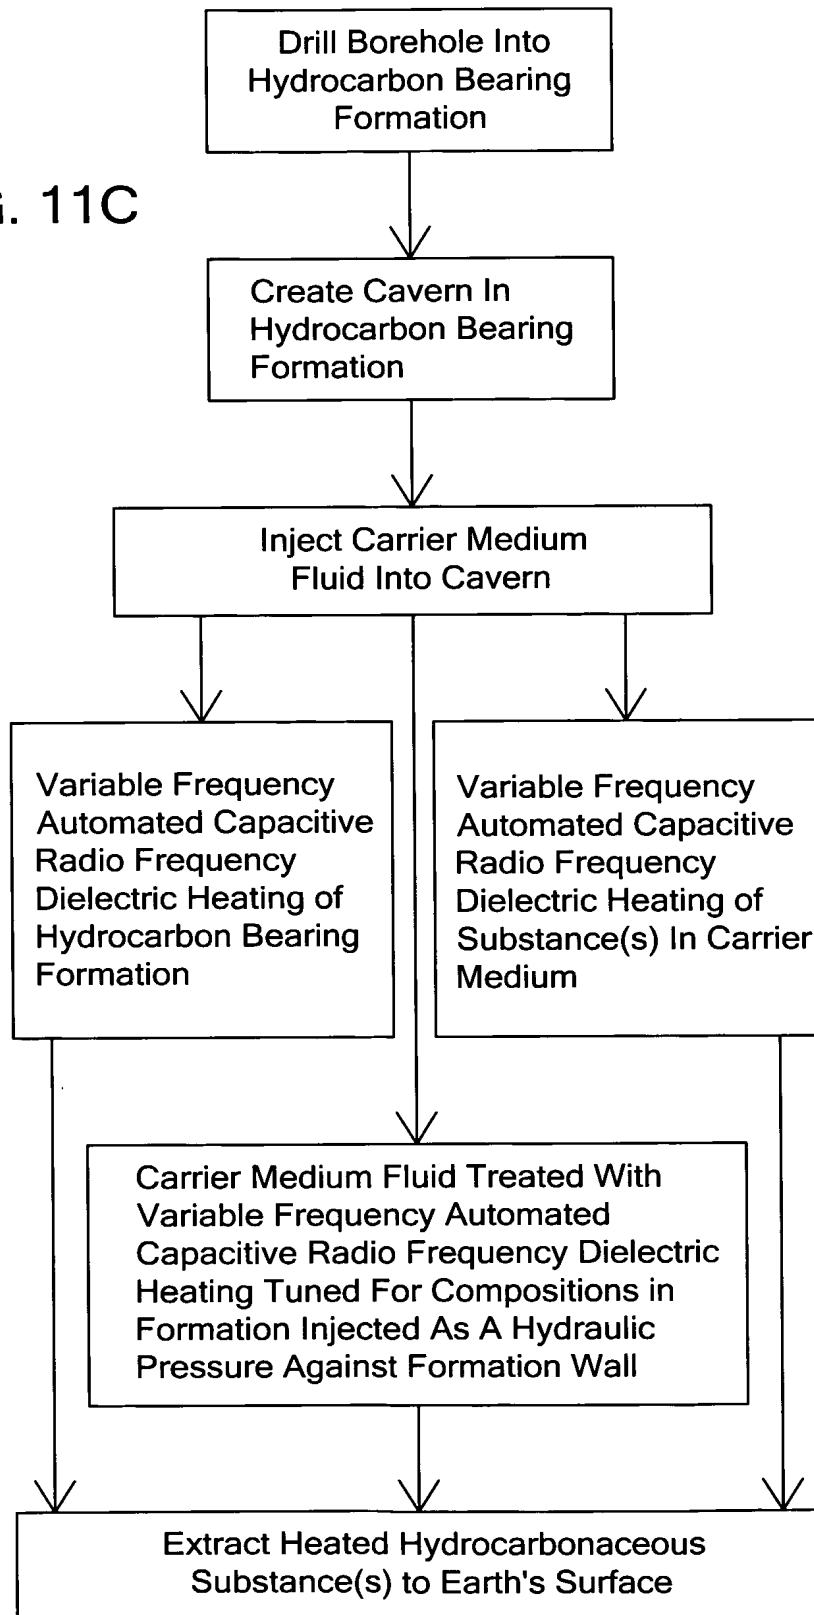 Drill Borehole Into
Hydrocarbon Bearing
Formation
G. 11C
Create Cavern In
Hydrocarbon Bearing
Formation
Inject Carrier Medium
Fluid Into Cavern
Variable Frequency
Automated Capacitive
Radio Frequency
Dielectric Heating of
Hydrocarbon Bearing
Formation
Variable Frequency
Automated Capacitive
Radio Frequency
Dielectric Heating of
Substance(s) In Carrier
Medium
Carrier Medium Fluid Treated With
Variable Frequency Automated
Capacitive Radio Frequency Dielectric
Heating Tuned For Compositions in
Formation Injected As A Hydraulic
Pressure Against Formation Wall
Extract Heated Hydrocarbonaceous
Substance(s) to Earth's Surface